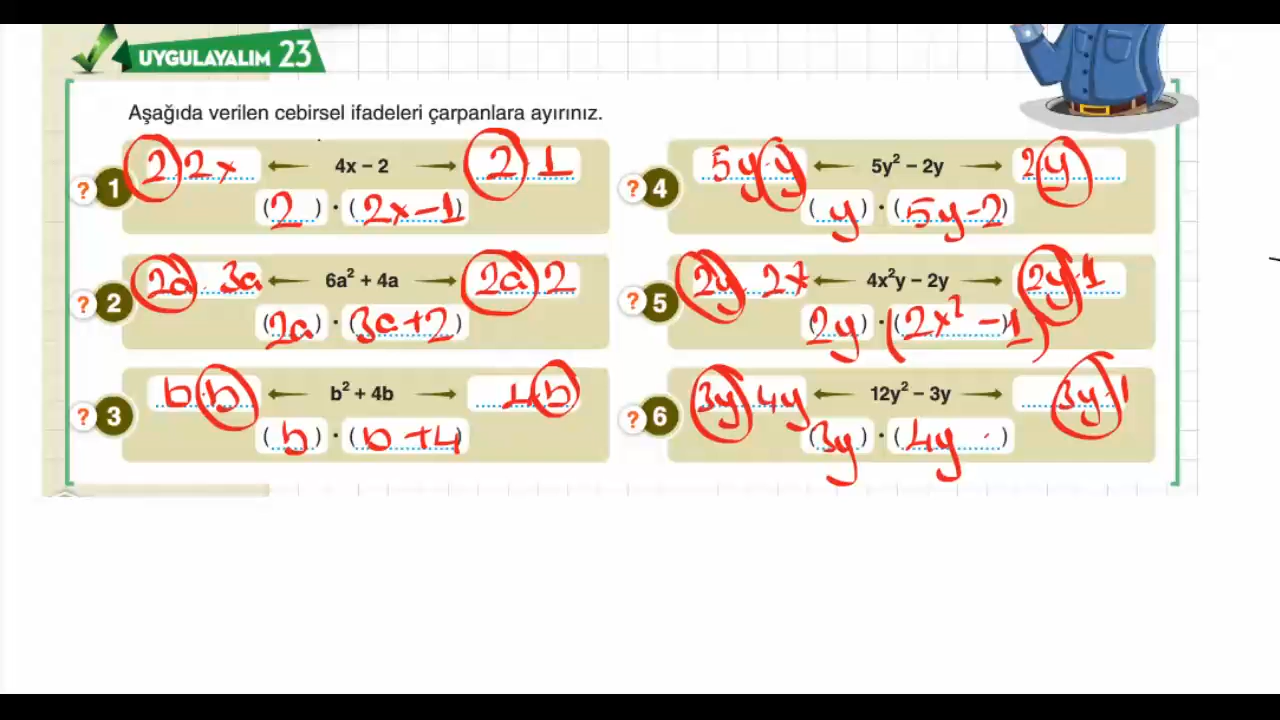 UYGULAYALIM 23
Aşağıda verilen cebirsel ifadeleri çarpanlara ayırınız.
? 1 2 2x 4x – 2 2 1
(2) · (2x-1)
? 2 2a · 3a 6a² + 4a 2a 2
(2a) · (3a+2)
? 3 b·b b² + 4b 4 b
(b) · (b+4)
? 4 5y·y 5y² – 2y 2y
(y) · (5y-2)
? 5 2y · 2x² 4x²y – 2y 2y·1
(2y) · (2x² - 1)
? 6 3y 4y 12y² – 3y 3y·1
(3y) · (4y )